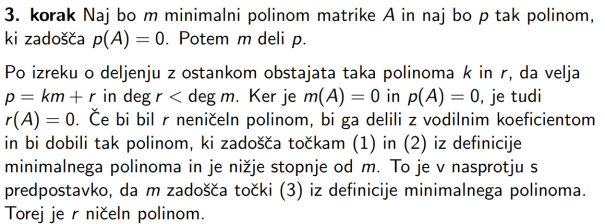 3. korak Naj bo m minimalni polinom matrike A in naj bo p tak polinom,
ki zadošča p(A) = 0. Potem m deli p.
Po izreku o deljenju z ostankom obstajata taka polinoma k in r, da velja
p = km + r in deg r < deg m. Ker je m(A) = 0 in p(A) = 0, je tudi
r(A) = 0. Če bi bil r neničeln polinom, bi ga delili z vodilnim koeficientom
in bi dobili tak polinom, ki zadošča točkam (1) in (2) iz definicije
minimalnega polinoma in je nižje stopnje od m. To je v nasprotju s
predpostavko, da m zadošča točki (3) iz definicije minimalnega polinoma.
Torej je r ničeln polinom.